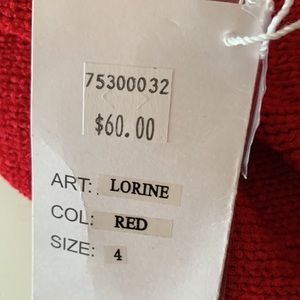 75300032
$60.00
ART: LORINE
COL: RED
SIZE: 4